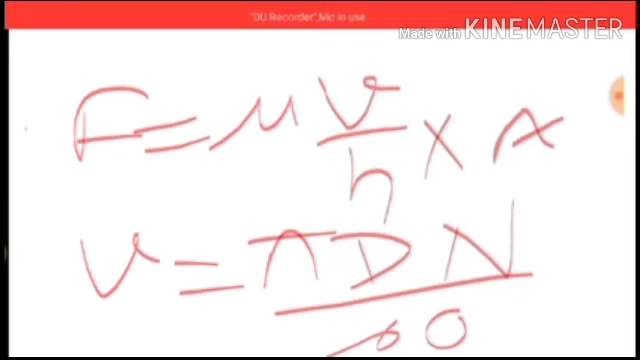 "DU Recorder", Mic in use
Made with KINEMASTER
F = μ v/h × A
v = πDN/60